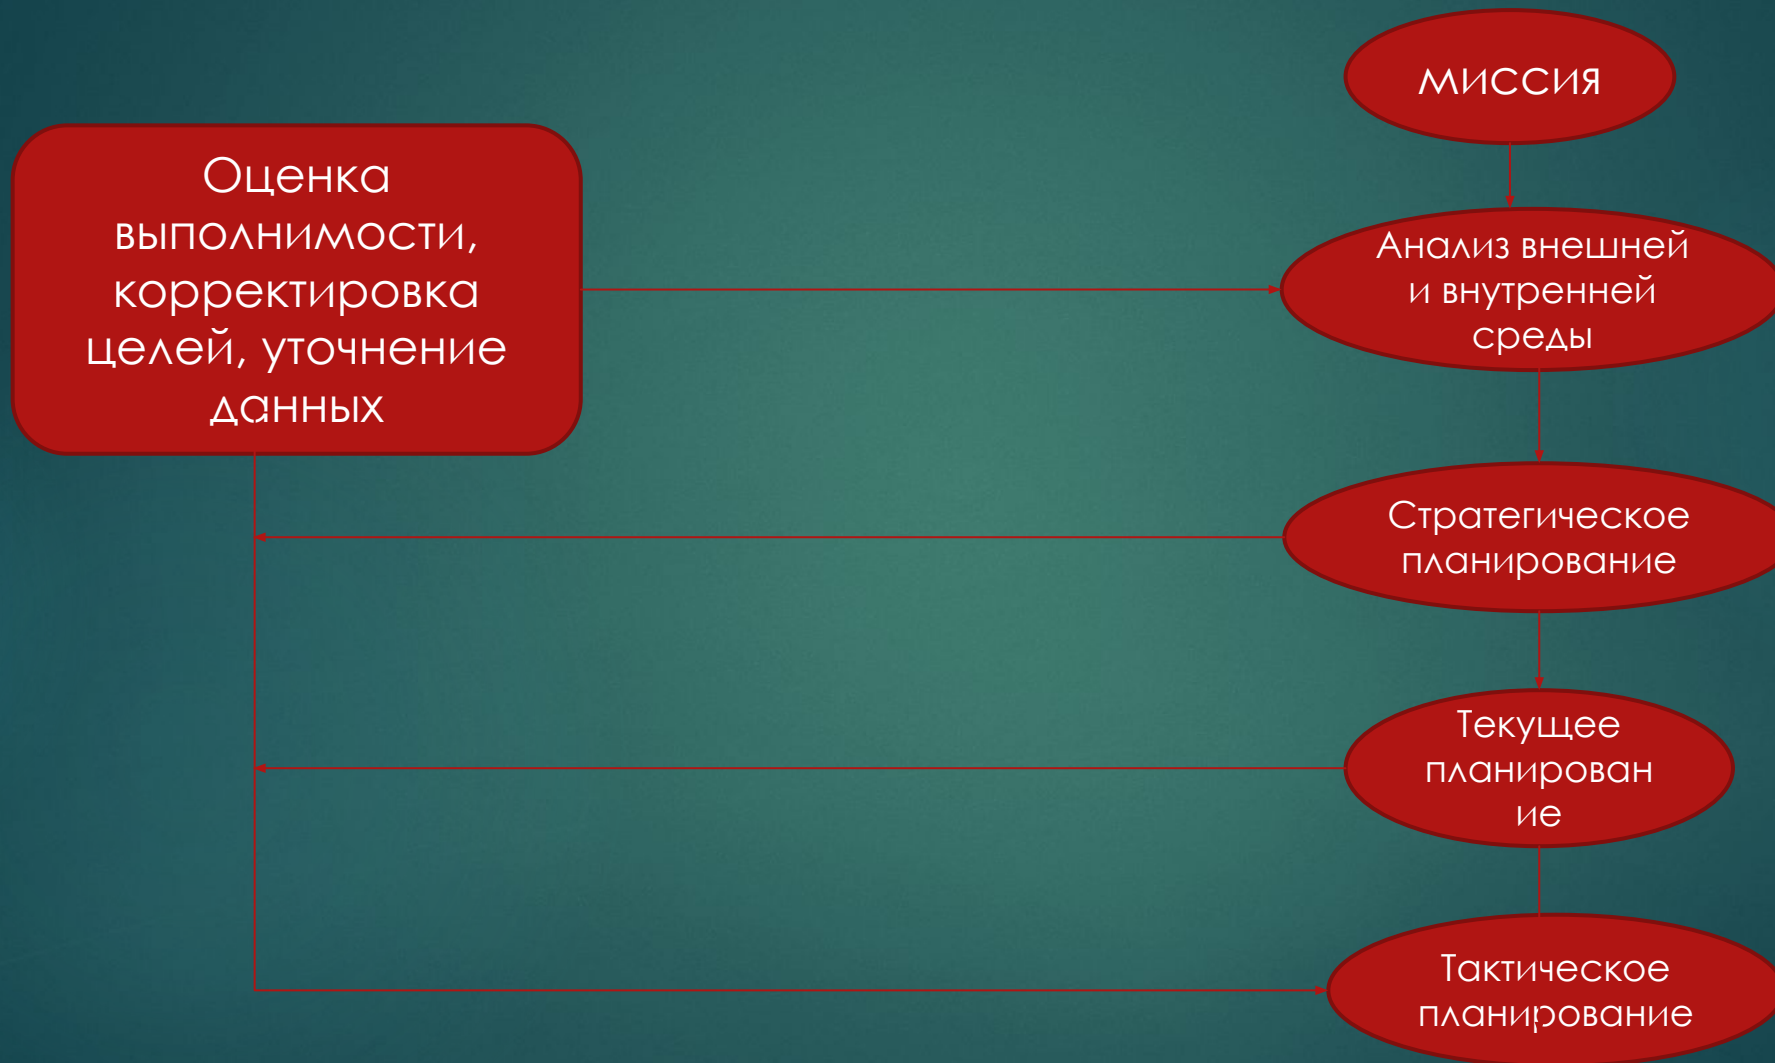 миссия
Оценка
выполнимости,
корректировка
целей, уточнение
данных
Анализ внешней
и внутренней
среды
Стратегическое
планирование
Текущее
планирован
ие
Тактическое
планирование